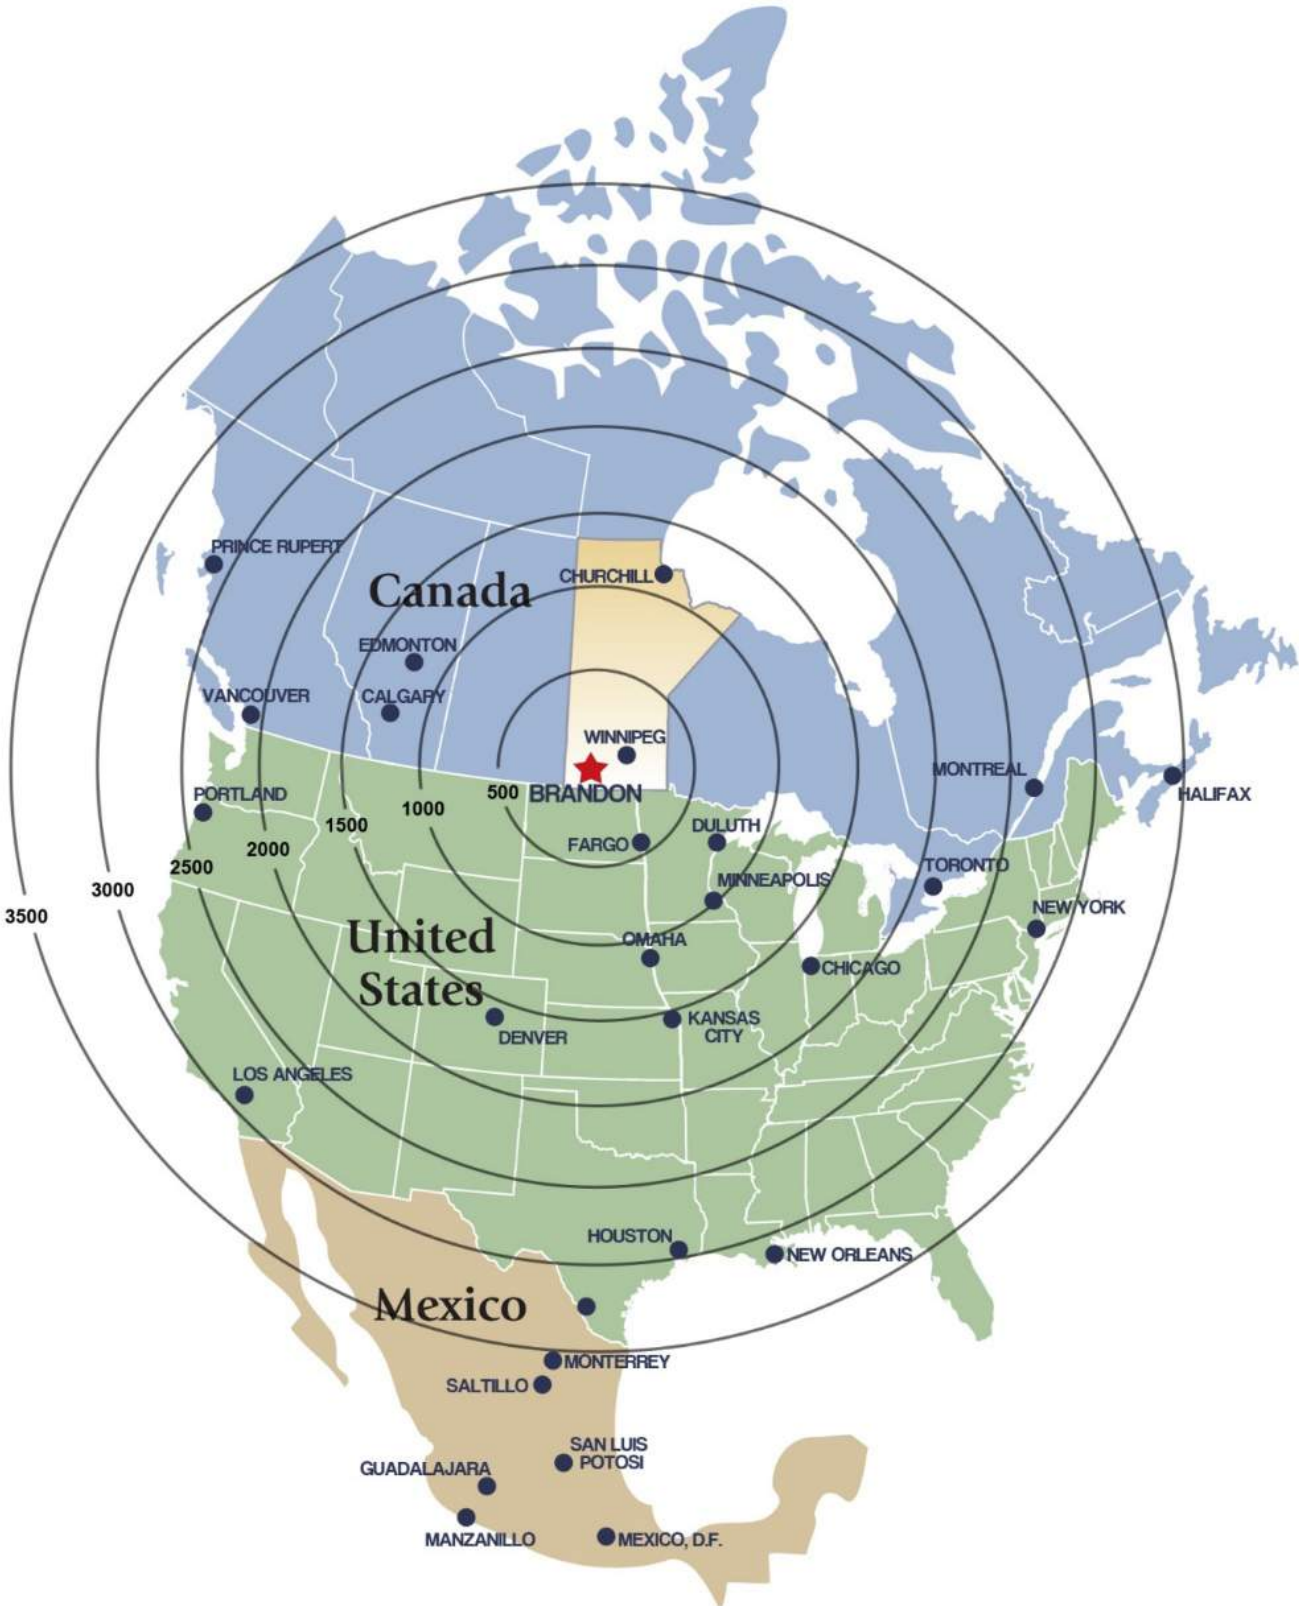 PRINCE RUPERT
CHURCHILL
Canada
EDMONTON
VANCOUVER
CALGARY
WINNIPEG
BRANDON
MONTREAL
HALIFAX
PORTLAND
500
1000
1500
2000
2500
3000
3500
FARGO
DULUTH
TORONTO
MINNEAPOLIS
NEW YORK
United
States
OMAHA
CHICAGO
DENVER
KANSAS
CITY
LOS ANGELES
HOUSTON
NEW ORLEANS
Mexico
MONTERREY
SALTILLO
SAN LUIS
POTOSI
GUADALAJARA
MANZANILLO
MEXICO, D.F.